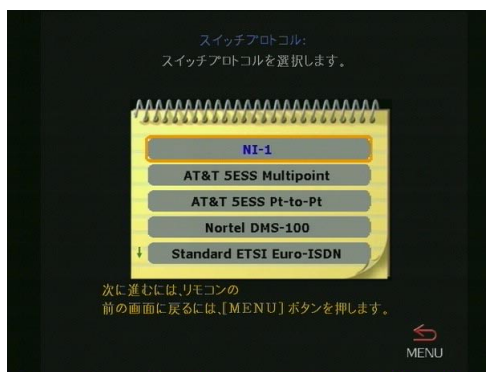 スイッチプロトコル:
スイッチプロトコルを選択します。
NI-1
AT&T 5ESS Multipoint
AT&T 5ESS Pt-to-Pt
Nortel DMS-100
Standard ETSI Euro-ISDN
次に進むには、リモコンの
前の画面に戻るには、[MENU] ボタンを押します。
MENU